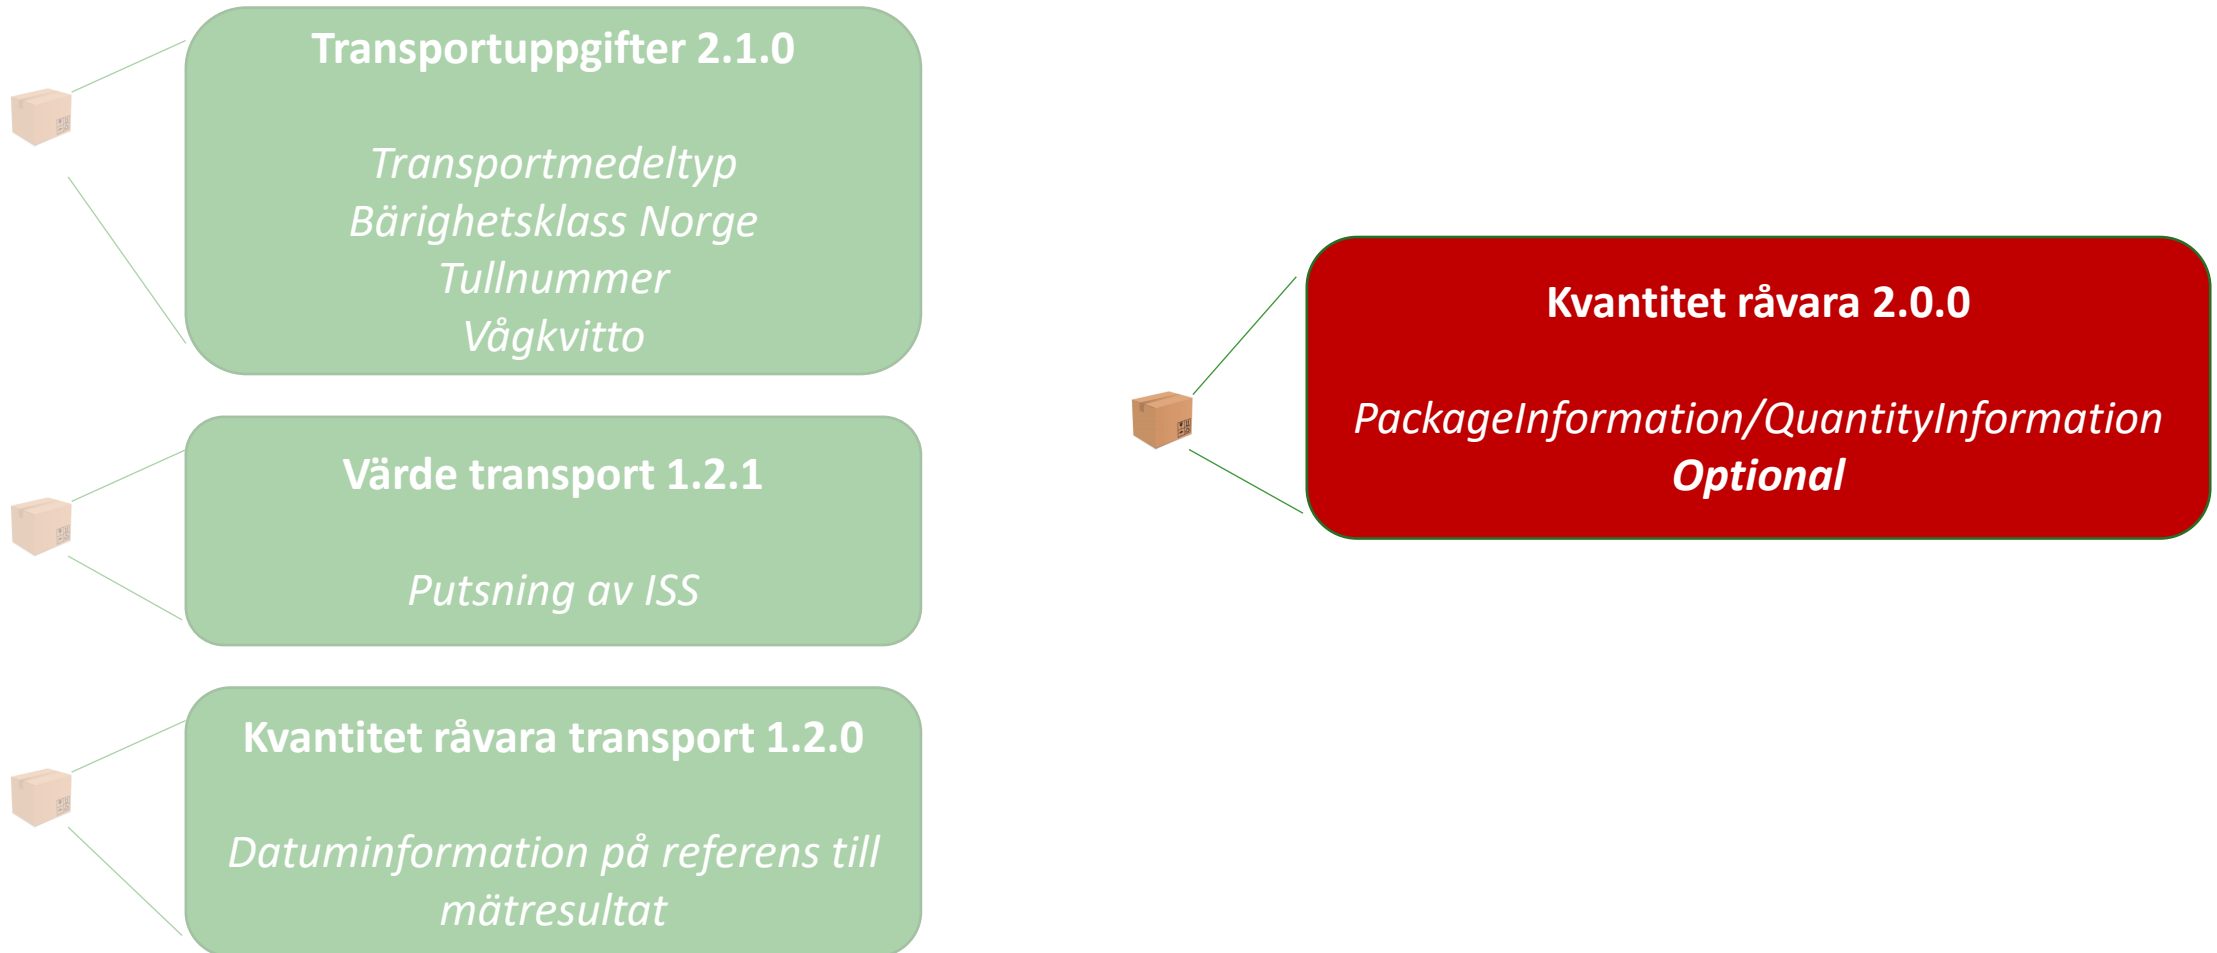 Transportuppgifter 2.1.0
Transportmedeltyp
Bärighetsklass Norge
Tullnummer
Vågkvitto
Värde transport 1.2.1
Putsning av ISS
Kvantitet råvara transport 1.2.0
Datuminformation på referens till
mätresultat
Kvantitet råvara 2.0.0
PackageInformation/QuantityInformation
Optional